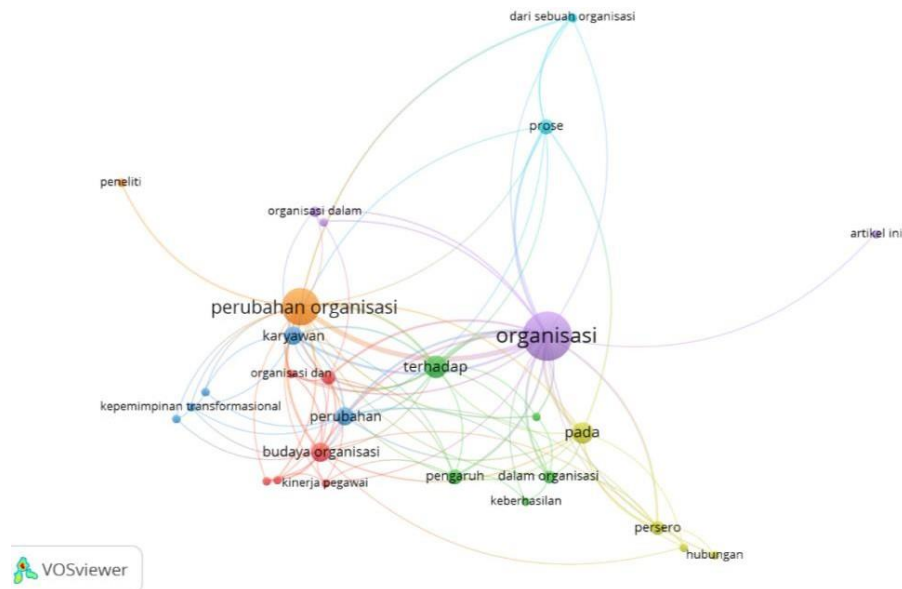 dari sebuah organisasi
prose
peneliti
organisasi dalam
artikel ini
perubahan organisasi
karyawan
organisasi
terhadap
organisasi dan
kepemimpinan transformasional
perubahan
pada
budaya organisasi
pengaruh
dalam organisasi
kinerja pegawai
keberhasilan
persero
hubungan
VOSviewer